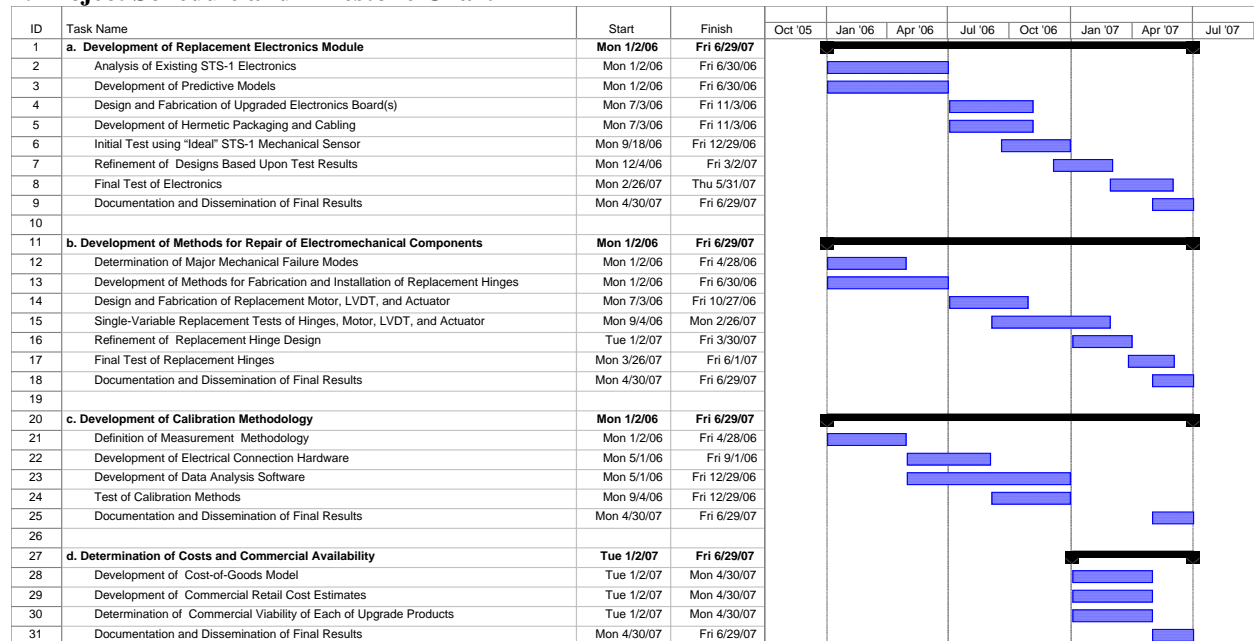 ID Task Name Start Finish Oct '05 Jan '06 Apr '06 Jul '06 Oct '06 Jan '07 Apr '07 Jul '07
1 a. Development of Replacement Electronics Module Mon 1/2/06 Fri 6/29/07
2 Analysis of Existing STS-1 Electronics Mon 1/2/06 Fri 6/30/06
3 Development of Predictive Models Mon 1/2/06 Fri 6/30/06
4 Design and Fabrication of Upgraded Electronics Board(s) Mon 7/3/06 Fri 11/3/06
5 Development of Hermetic Packaging and Cabling Mon 7/3/06 Fri 11/3/06
6 Initial Test using “Ideal” STS-1 Mechanical Sensor Mon 9/18/06 Fri 12/29/06
7 Refinement of Designs Based Upon Test Results Mon 12/4/06 Fri 3/2/07
8 Final Test of Electronics Mon 2/26/07 Thu 5/31/07
9 Documentation and Dissemination of Final Results Mon 4/30/07 Fri 6/29/07
10
11 b. Development of Methods for Repair of Electromechanical Components Mon 1/2/06 Fri 6/29/07
12 Determination of Major Mechanical Failure Modes Mon 1/2/06 Fri 4/28/06
13 Development of Methods for Fabrication and Installation of Replacement Hinges Mon 1/2/06 Fri 6/30/06
14 Design and Fabrication of Replacement Motor, LVDT, and Actuator Mon 7/3/06 Fri 10/27/06
15 Single-Variable Replacement Tests of Hinges, Motor, LVDT, and Actuator Mon 9/4/06 Mon 2/26/07
16 Refinement of Replacement Hinge Design Tue 1/2/07 Fri 3/30/07
17 Final Test of Replacement Hinges Mon 3/26/07 Fri 6/1/07
18 Documentation and Dissemination of Final Results Mon 4/30/07 Fri 6/29/07
19
20 c. Development of Calibration Methodology Mon 1/2/06 Fri 6/29/07
21 Definition of Measurement Methodology Mon 1/2/06 Fri 4/28/06
22 Development of Electrical Connection Hardware Mon 5/1/06 Fri 9/1/06
23 Development of Data Analysis Software Mon 5/1/06 Fri 12/29/06
24 Test of Calibration Methods Mon 9/4/06 Fri 12/29/06
25 Documentation and Dissemination of Final Results Mon 4/30/07 Fri 6/29/07
26
27 d. Determination of Costs and Commercial Availability Tue 1/2/07 Fri 6/29/07
28 Development of Cost-of-Goods Model Tue 1/2/07 Mon 4/30/07
29 Development of Commercial Retail Cost Estimates Tue 1/2/07 Mon 4/30/07
30 Determination of Commercial Viability of Each of Upgrade Products Tue 1/2/07 Mon 4/30/07
31 Documentation and Dissemination of Final Results Mon 4/30/07 Fri 6/29/07